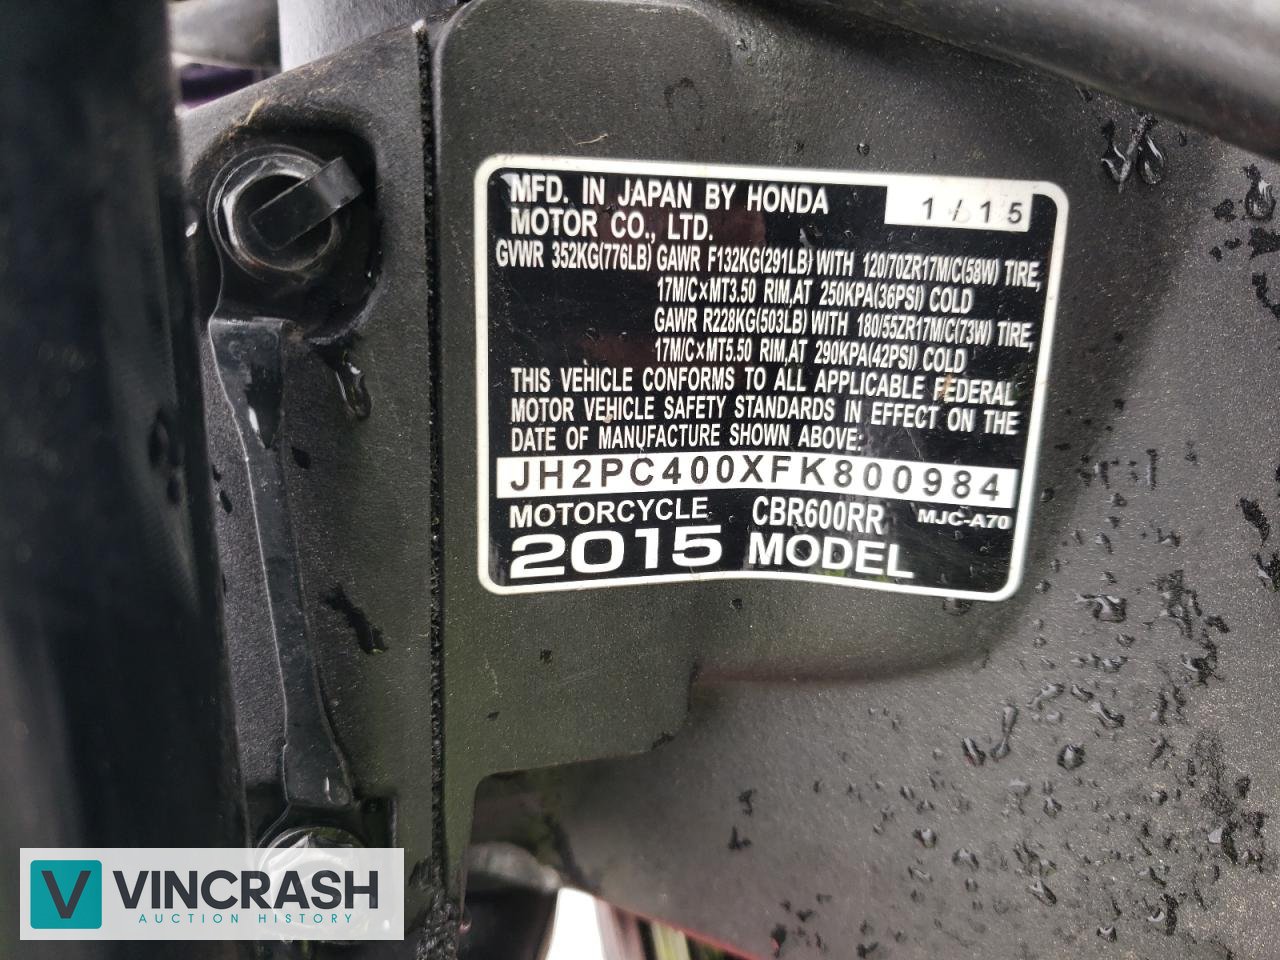 MFD. IN JAPAN BY HONDA 1/15
MOTOR CO., LTD.
GVWR 352KG(776LB) GAWR F132KG(291LB) WITH 120/70ZR17M/C(58W) TIRE,
17M/C×MT3.50 RIM,AT 250KPA(36PSI) COLD
GAWR R228KG(503LB) WITH 180/55ZR17M/C(73W) TIRE,
17M/C×MT5.50 RIM,AT 290KPA(42PSI) COLD
THIS VEHICLE CONFORMS TO ALL APPLICABLE FEDERAL
MOTOR VEHICLE SAFETY STANDARDS IN EFFECT ON THE
DATE OF MANUFACTURE SHOWN ABOVE:
JH2PC400XFK800984
MOTORCYCLE CBR600RR MJC-A70
2015 MODEL
V VINCRASH
AUCTION HISTORY